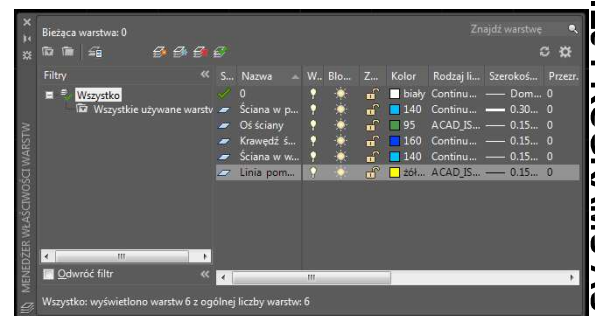 Bieżąca warstwa: 0
Znajdź warstwę
Filtry
S... Nazwa W.. Blo... Z... Kolor Rodzaj li... Szerokoś... Przezr.
Wszystko
Wszystkie używane warstw
0 biały Continu... Dom... 0
Ściana w p... 140 Continu... 0.30... 0
Oś ściany 95 ACAD_IS... 0.15... 0
Krawędź ś... 160 Continu... 0.15... 0
Ściana w w... 140 Continu... 0.15... 0
Linia pom... żół... ACAD_IS... 0.15... 0
Odwróć filtr
Wszystko: wyświetlono warstw 6 z ogólnej liczby warstw: 6
MENEDŻER WŁAŚCIWOŚCI WARSTW